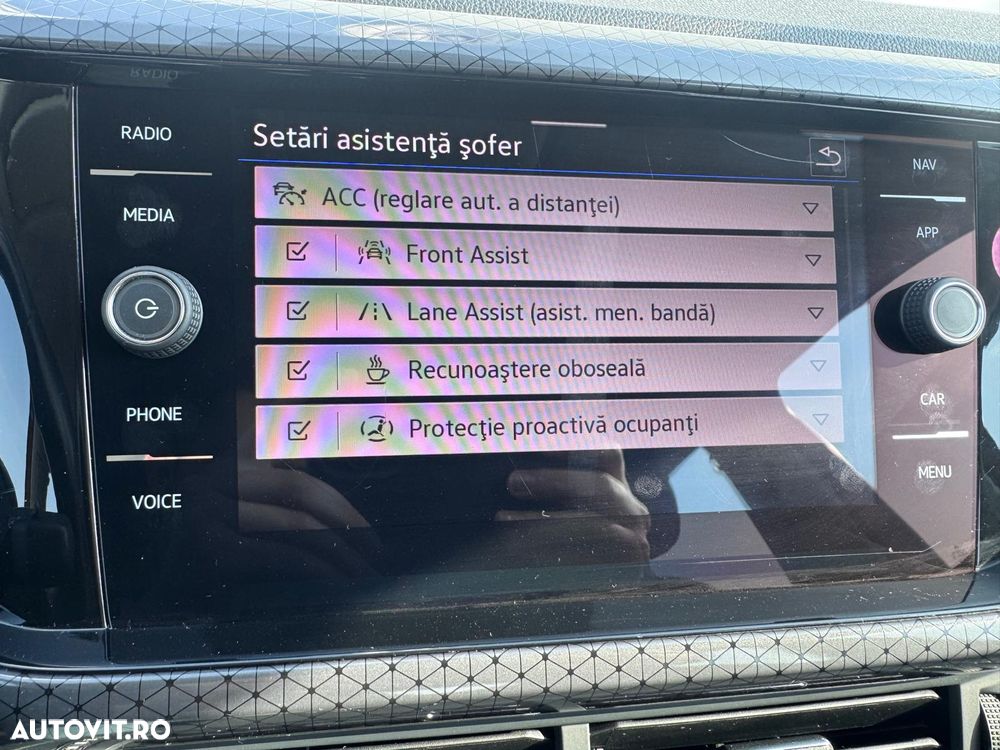 RADIO
MEDIA
PHONE
VOICE
Setări asistenţă şofer
ACC (reglare aut. a distanţei)
Front Assist
Lane Assist (asist. men. bandă)
Recunoaştere oboseală
Protecţie proactivă ocupanţi
NAV
APP
CAR
MENU
AUTOVIT.RO